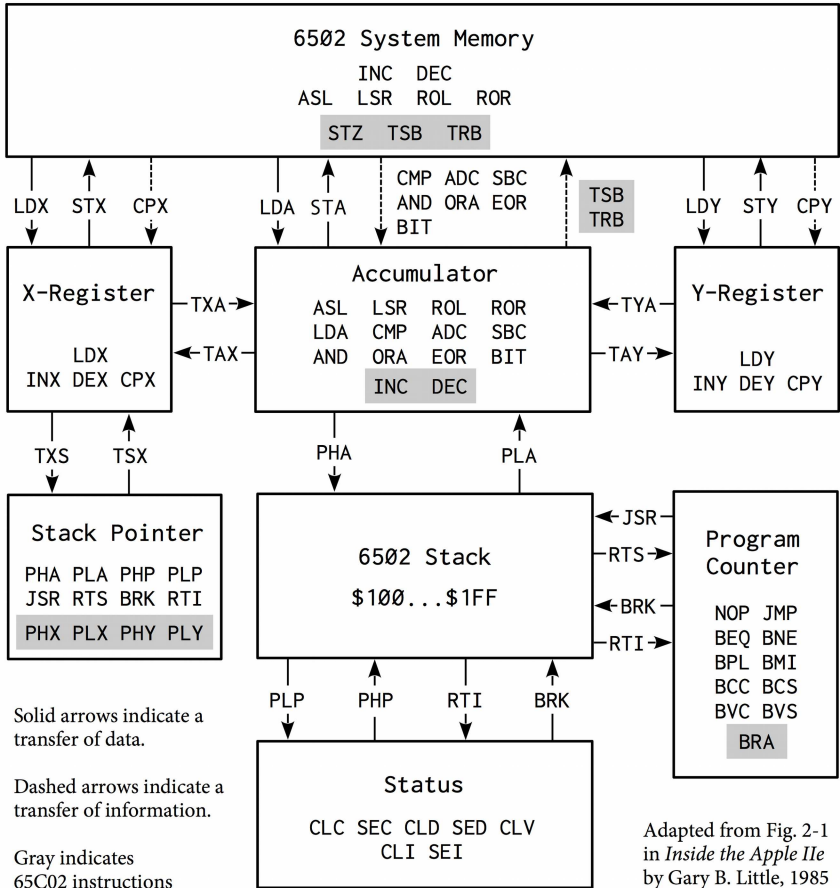 6502 System Memory
INC DEC
ASL LSR ROL ROR
STZ TSB TRB
LDX STX CPX
LDA STA
CMP ADC SBC
AND ORA EOR
BIT
TSB
TRB
LDY STY CPY
X-Register
LDX
INX DEX CPX
TXA
TAX
Accumulator
ASL LSR ROL ROR
LDA CMP ADC SBC
AND ORA EOR BIT
INC DEC
TYA
TAY
Y-Register
LDY
INY DEY CPY
TXS TSX
PHA PLA
Stack Pointer
PHA PLA PHP PLP
JSR RTS BRK RTI
PHX PLX PHY PLY
6502 Stack
$100...$1FF
JSR
RTS
BRK
RTI
Program
Counter
NOP JMP
BEQ BNE
BPL BMI
BCC BCS
BVC BVS
BRA
PLP PHP RTI BRK
Status
CLC SEC CLD SED CLV
CLI SEI
Solid arrows indicate a
transfer of data.
Dashed arrows indicate a
transfer of information.
Gray indicates
65C02 instructions
Adapted from Fig. 2-1
in Inside the Apple IIe
by Gary B. Little, 1985